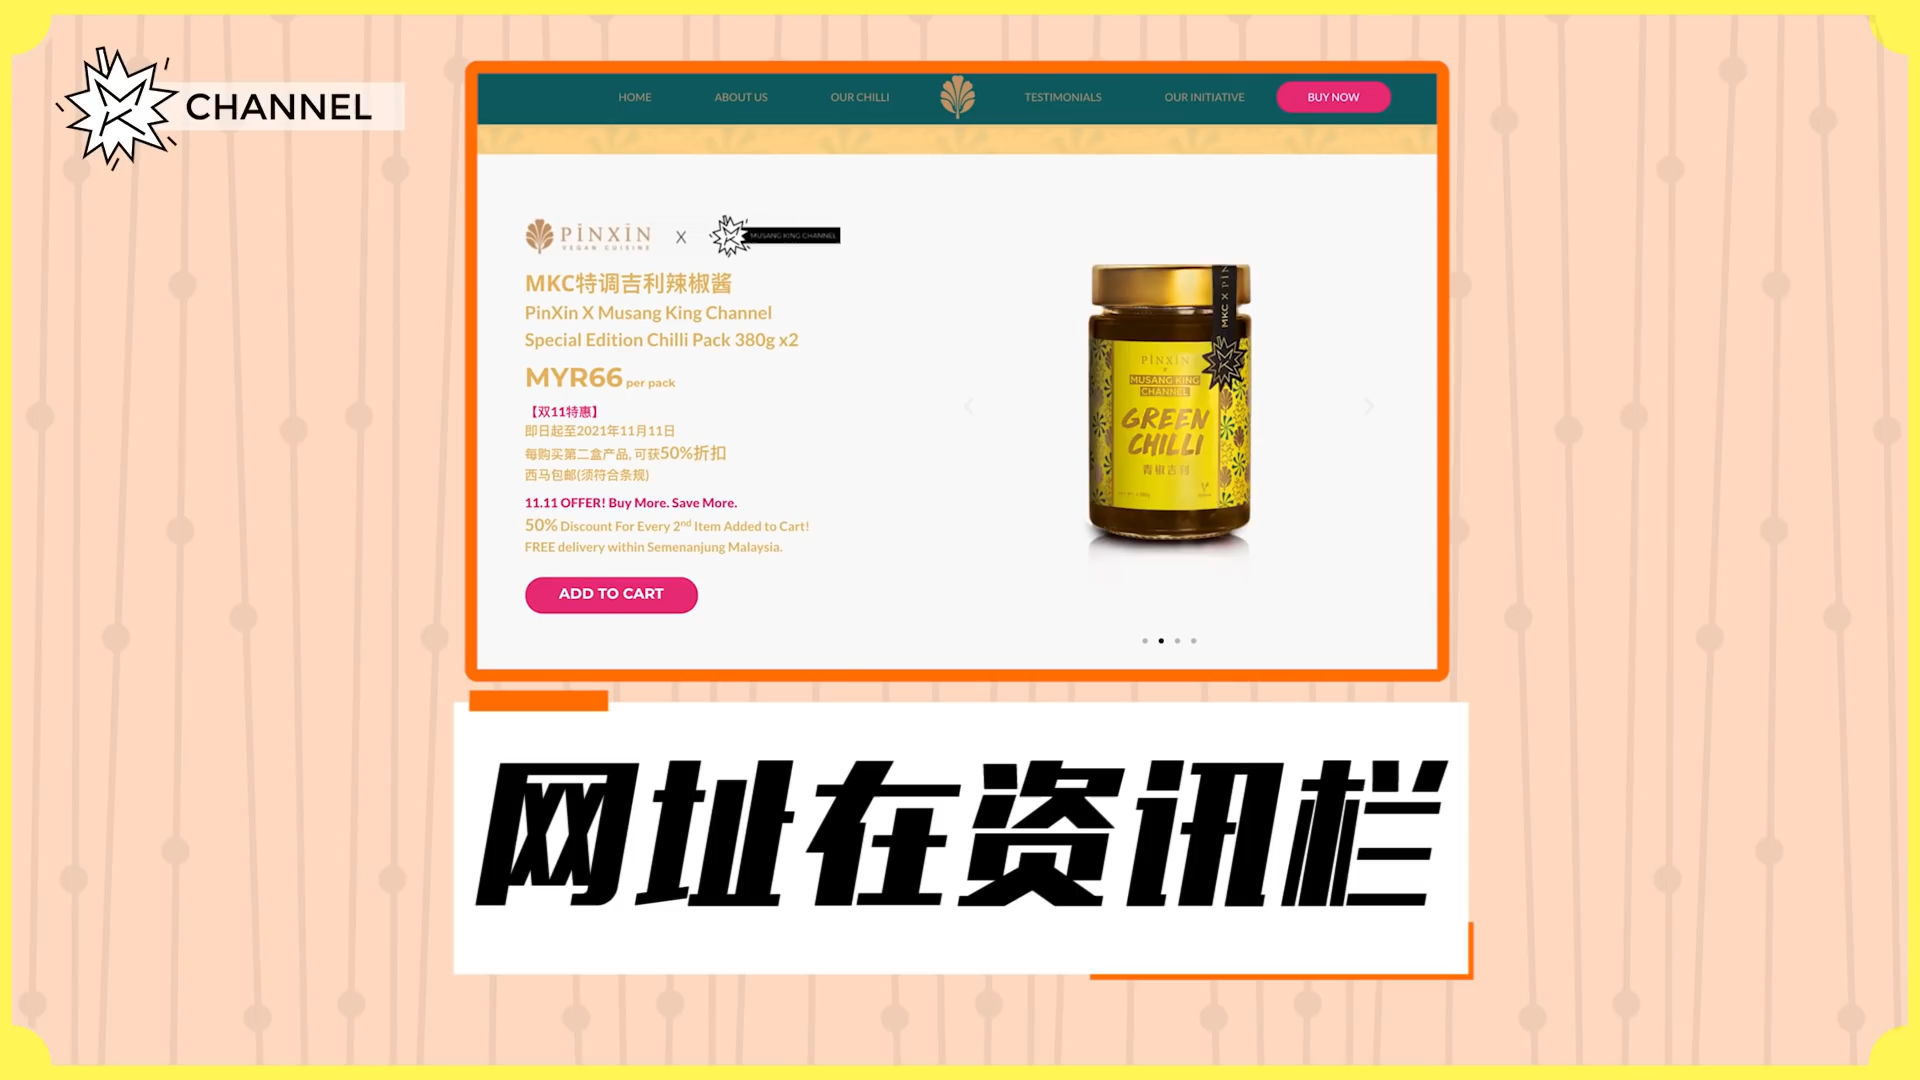 CHANNEL
HOME
ABOUT US
OUR CHILLI
TESTIMONIALS
OUR INITIATIVE
BUY NOW
PİNXİN
VEGAN CUISINE
X
MUSANG KING CHANNEL
MKC特调吉利辣椒酱
PinXin X Musang King Channel
Special Edition Chilli Pack 380g x2
MYR66 per pack
【双11特惠】
即日起至2021年11月11日
每购买第二盒产品, 可获50%折扣
西马包邮(须符合条规)
11.11 OFFER! Buy More. Save More.
50% Discount For Every 2nd Item Added to Cart!
FREE delivery within Semenanjung Malaysia.
ADD TO CART
MKC X PIN
PİNXİN
X
MUSANG KING
CHANNEL
GREEN
CHILLI
青椒吉利
网址在资讯栏